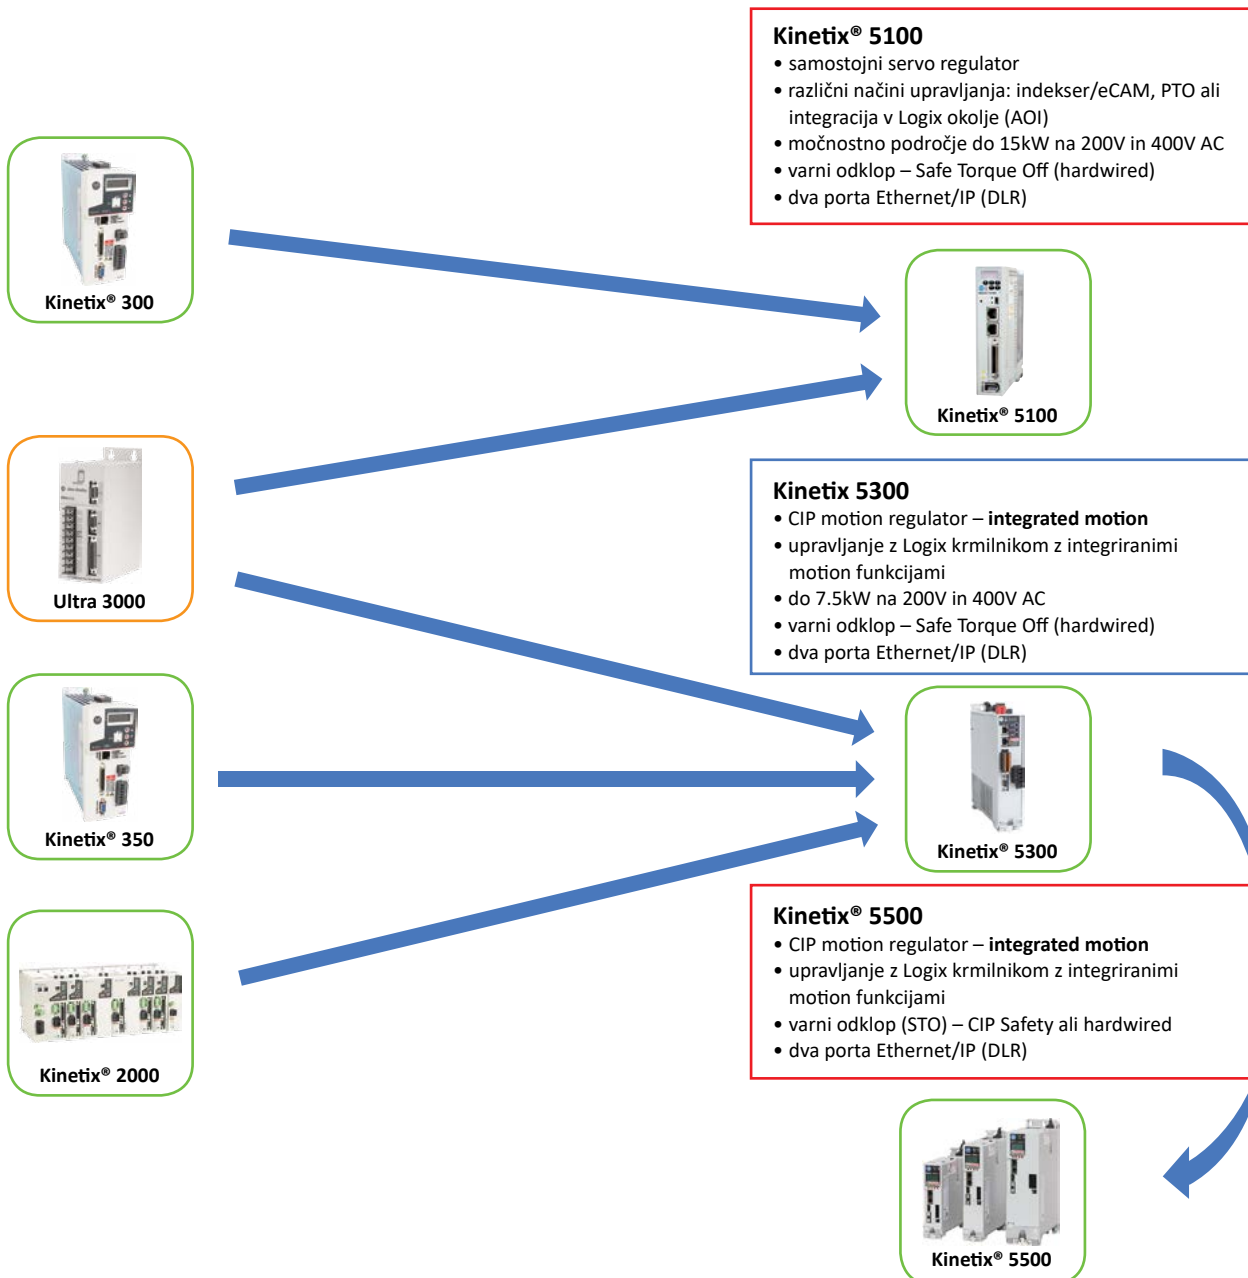 Kinetix® 5100
• samostojni servo regulator
• različni načini upravljanja: indekser/eCAM, PTO ali
integracija v Logix okolje (AOI)
• močnostno področje do 15kW na 200V in 400V AC
• varni odklop – Safe Torque Off (hardwired)
• dva porta Ethernet/IP (DLR)
Kinetix® 300
Kinetix® 5100
Ultra 3000
Kinetix 5300
• CIP motion regulator – integrated motion
• upravljanje z Logix krmilnikom z integriranimi
motion funkcijami
• do 7.5kW na 200V in 400V AC
• varni odklop – Safe Torque Off (hardwired)
• dva porta Ethernet/IP (DLR)
Kinetix® 350
Kinetix® 5300
Kinetix® 5500
• CIP motion regulator – integrated motion
• upravljanje z Logix krmilnikom z integriranimi
motion funkcijami
• varni odklop (STO) – CIP Safety ali hardwired
• dva porta Ethernet/IP (DLR)
Kinetix® 2000
Kinetix® 5500